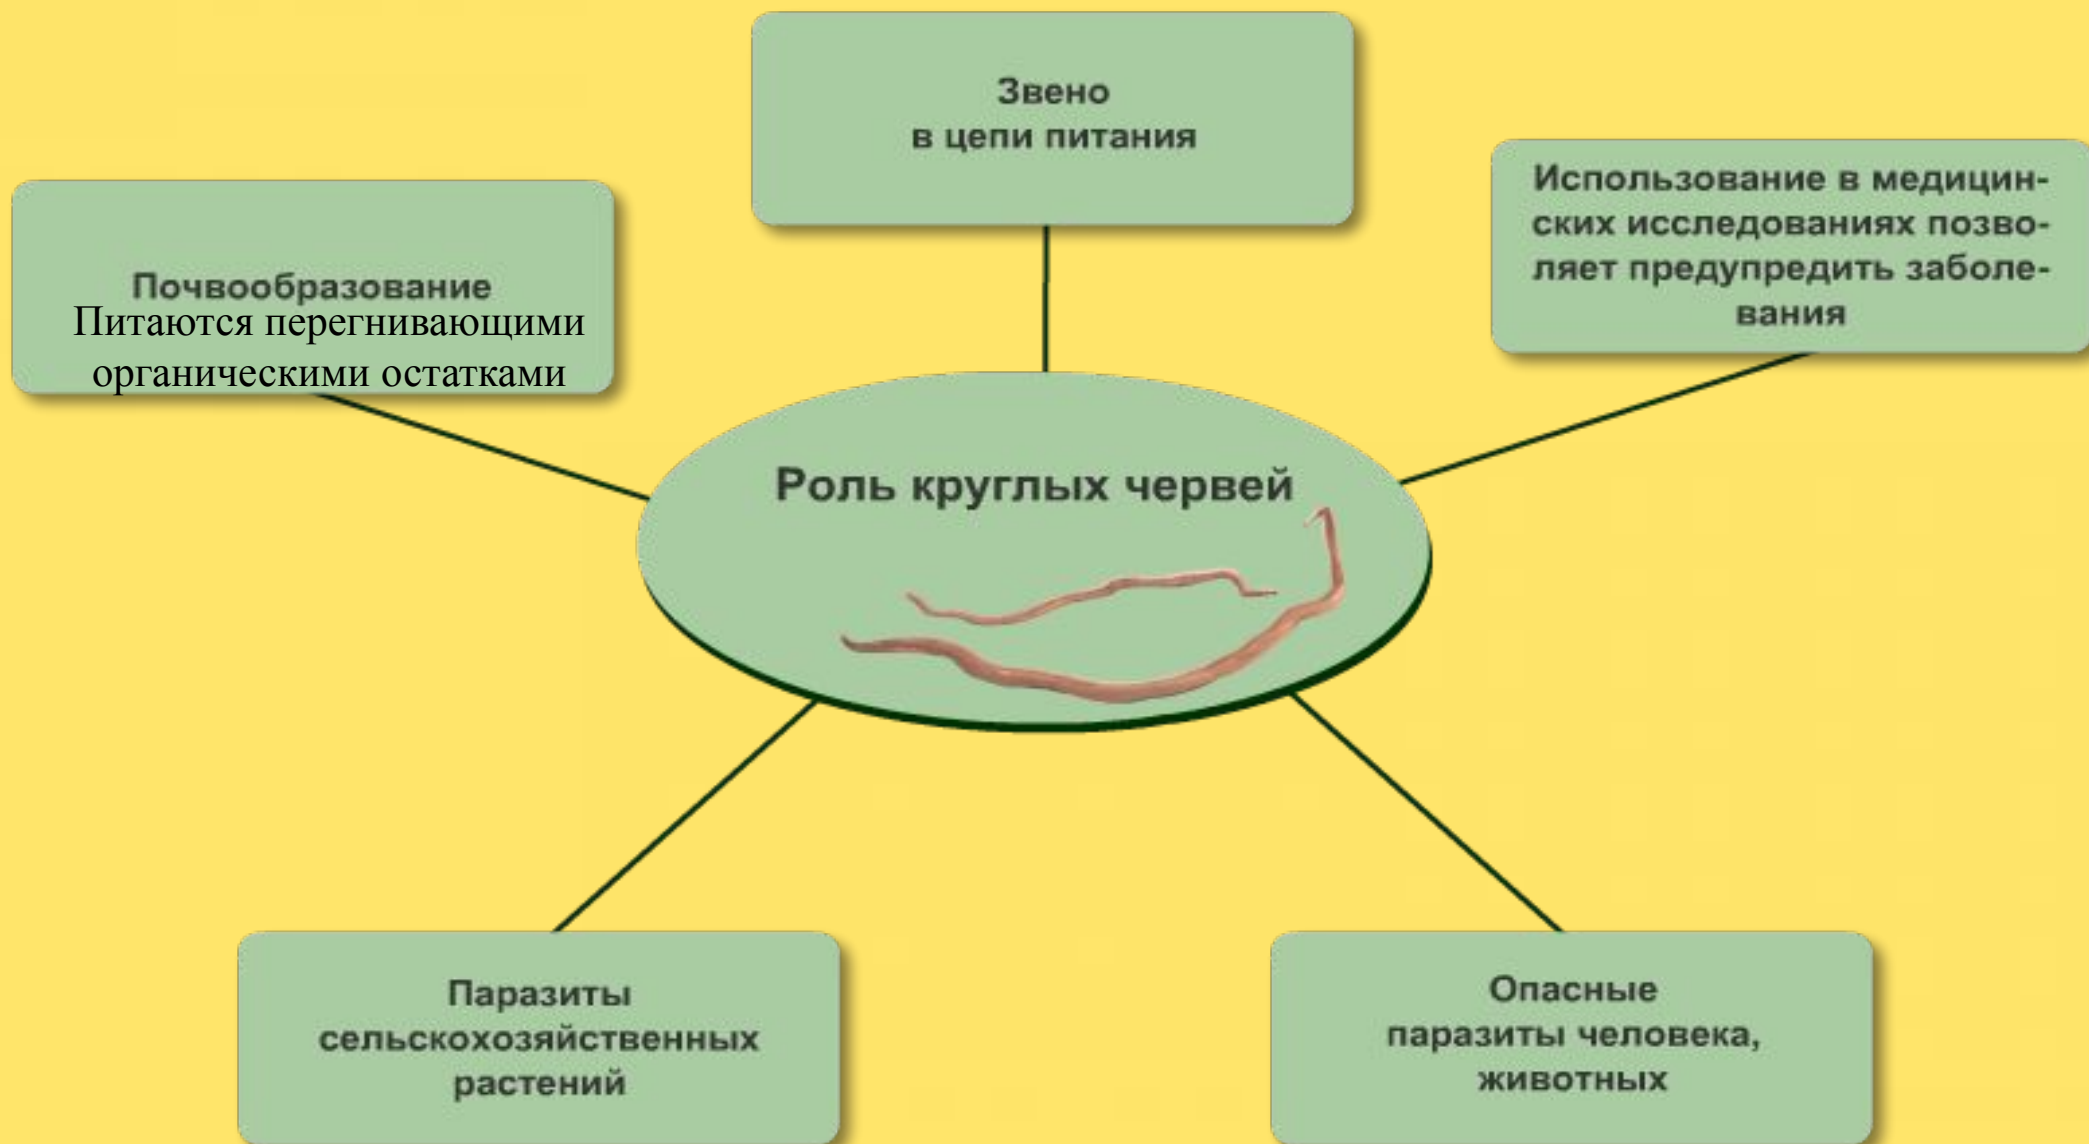 Звено
в цепи питания
Использование в медицин-
ских исследованиях позво-
ляет предупредить заболе-
вания
Почвообразование
Питаются перегнивающими
органическими остатками
Роль круглых червей
Паразиты
сельскохозяйственных
растений
Опасные
паразиты человека,
животных